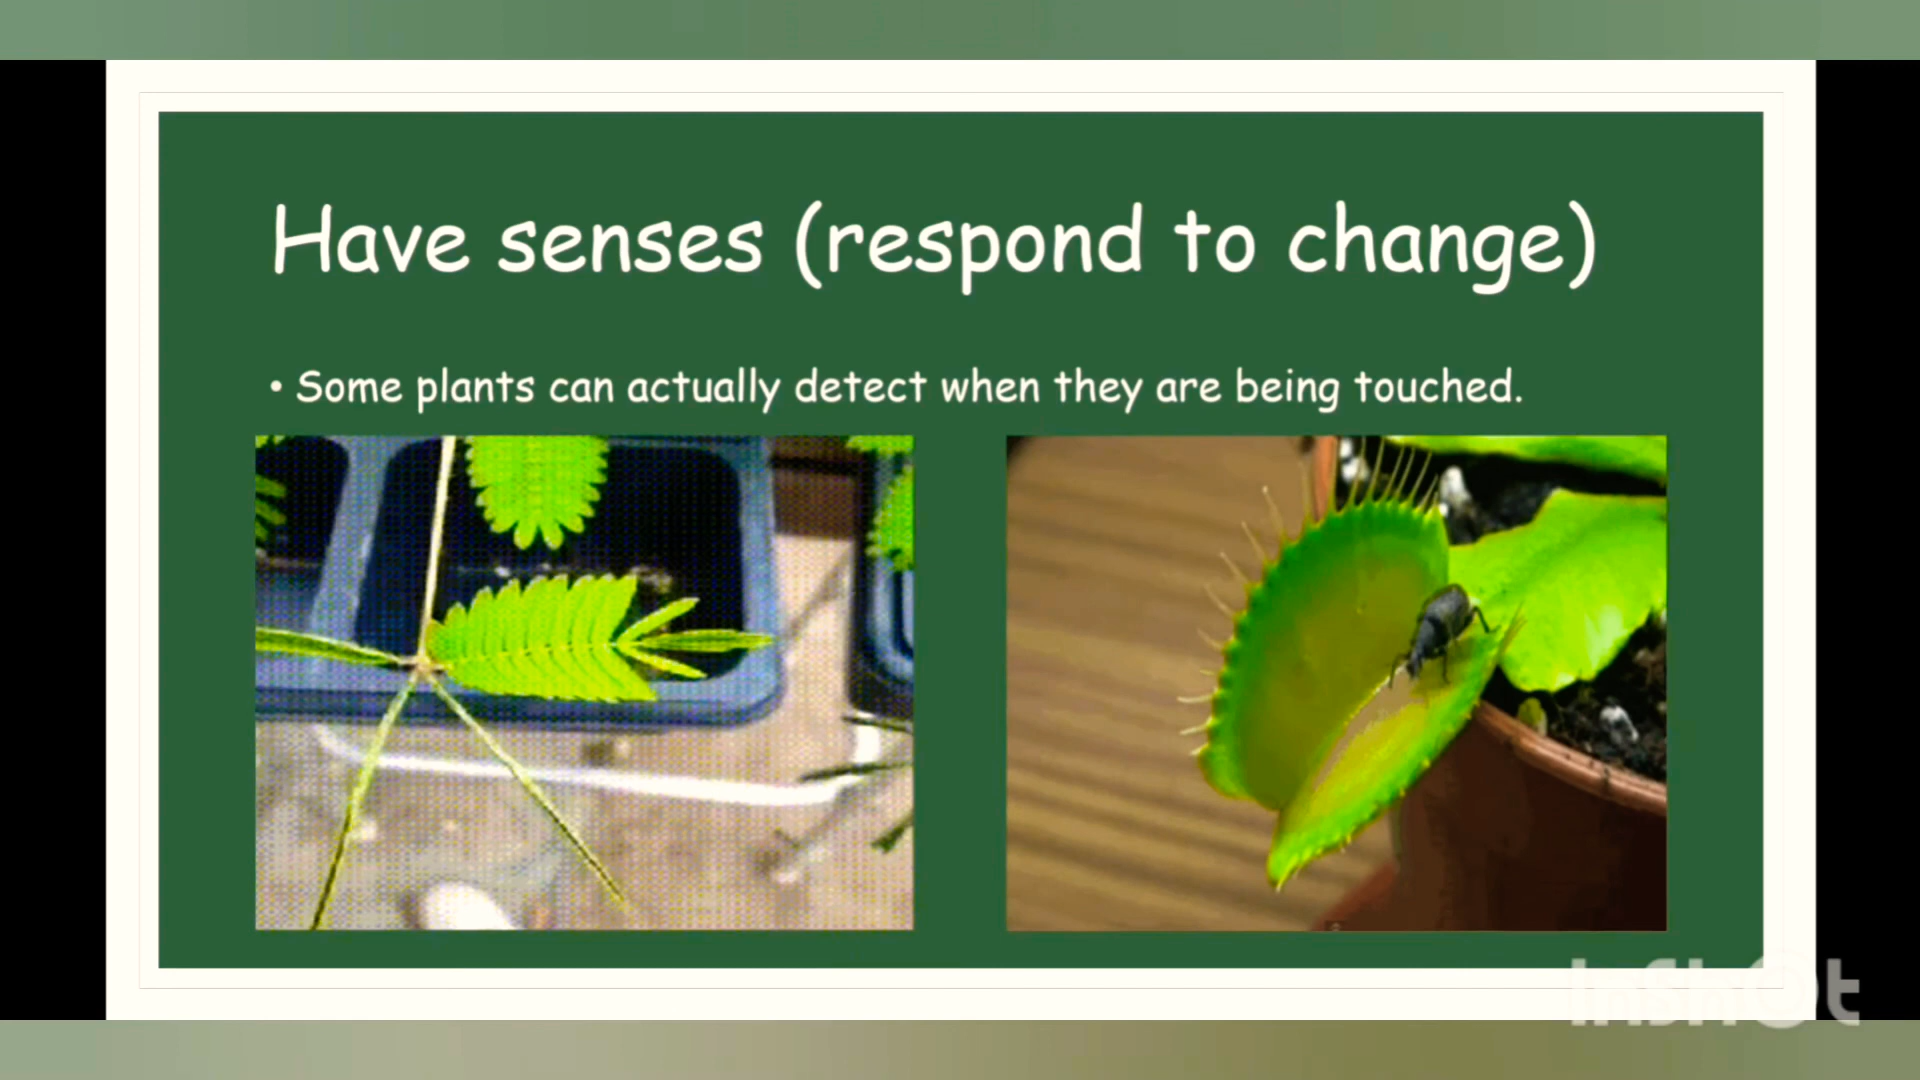 Have senses (respond to change)
• Some plants can actually detect when they are being touched.
InShOt